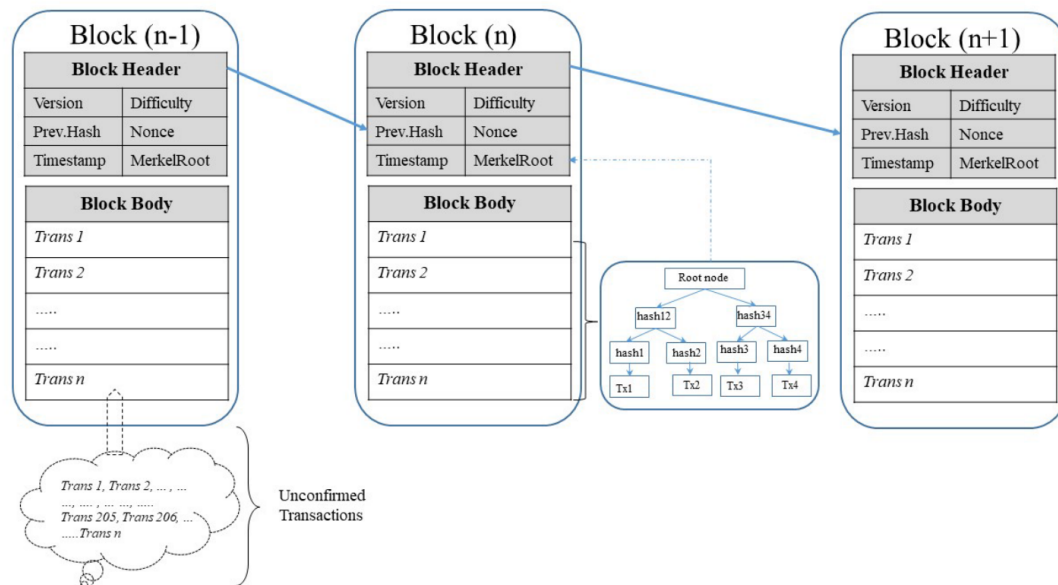 Block (n-1)
Block Header
Version Difficulty
Prev.Hash Nonce
Timestamp MerkelRoot
Block Body
Trans 1
Trans 2
.....
.....
Trans n
Block (n)
Block Header
Version Difficulty
Prev.Hash Nonce
Timestamp MerkelRoot
Block Body
Trans 1
Trans 2
.....
.....
Trans n
Root node
hash12 hash34
hash1 hash2 hash3 hash4
Tx1 Tx2 Tx3 Tx4
Block (n+1)
Block Header
Version Difficulty
Prev.Hash Nonce
Timestamp MerkelRoot
Block Body
Trans 1
Trans 2
.....
.....
Trans n
Trans 1, Trans 2, ... , ...
..., .... , ... ..., .....
Trans 205, Trans 206, ...
.....Trans n
Unconfirmed
Transactions